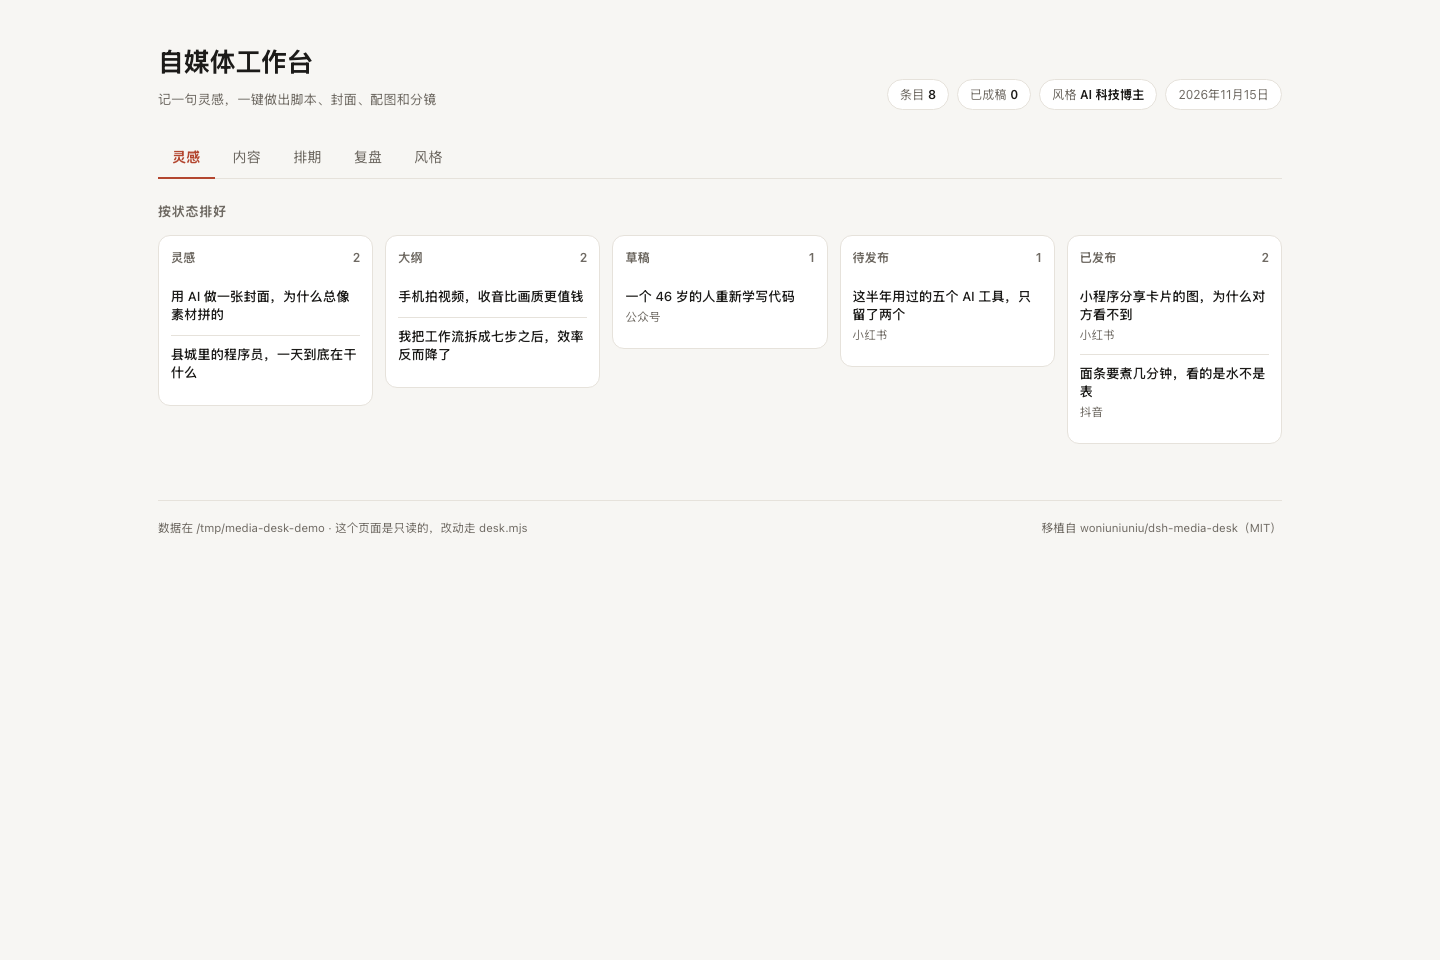 自媒体工作台
记一句灵感，一键做出脚本、封面、配图和分镜
条目 8
已成稿 0
风格 AI 科技博主
2026年11月15日
灵感
内容
排期
复盘
风格
按状态排好
灵感 2
用 AI 做一张封面，为什么总像
素材拼的
县城里的程序员，一天到底在干
什么
大纲 2
手机拍视频，收音比画质更值钱
我把工作流拆成七步之后，效率
反而降了
草稿 1
一个 46 岁的人重新学写代码
公众号
待发布 1
这半年用过的五个 AI 工具，只
留了两个
小红书
已发布 2
小程序分享卡片的图，为什么对
方看不到
小红书
面条要煮几分钟，看的是水不是
表
抖音
数据在 /tmp/media-desk-demo · 这个页面是只读的，改动走 desk.mjs
移植自 woniuniuniu/dsh-media-desk（MIT）